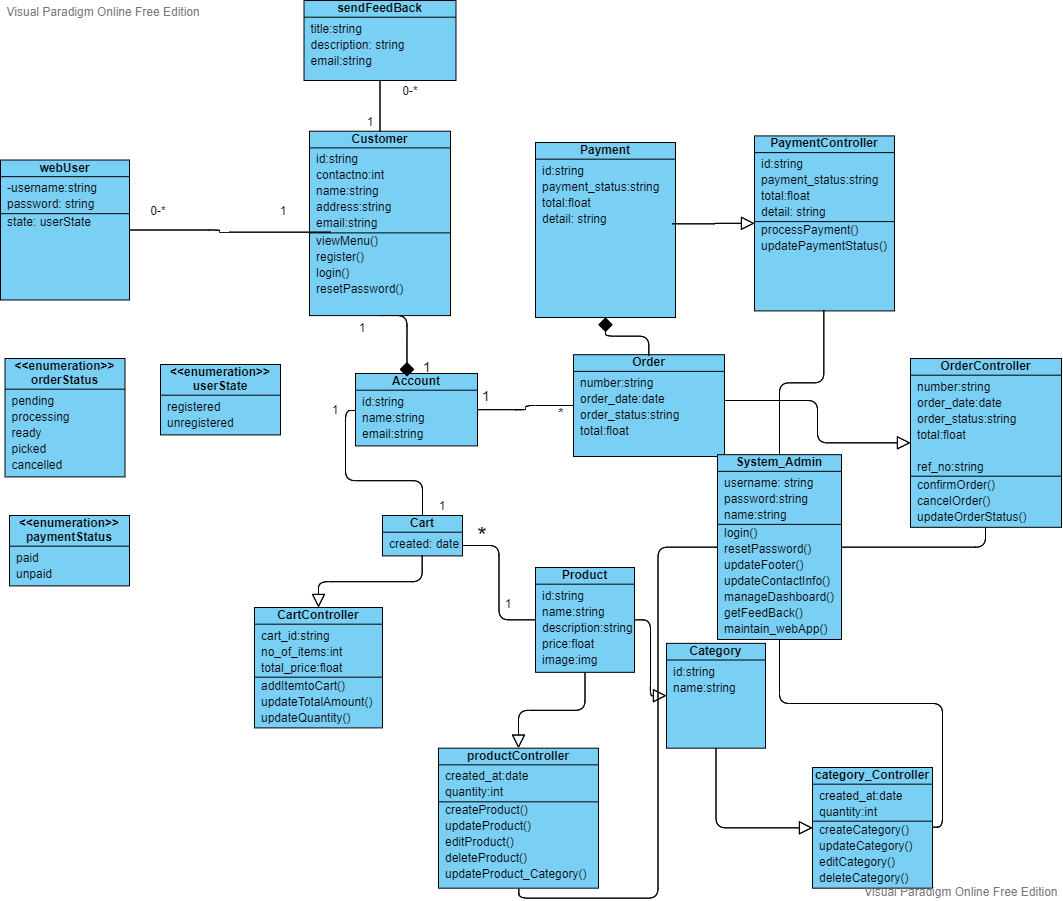 Visual Paradigm Online Free Edition
sendFeedBack
title:string
description: string
email:string
0-*
1
Customer
id:string
contactno:int
name:string
address:string
email:string
viewMenu()
register()
login()
resetPassword()
webUser
-username:string
password: string
state: userState
0-*
1
Payment
id:string
payment_status:string
total:float
detail: string
PaymentController
id:string
payment_status:string
total:float
detail: string
processPayment()
updatePaymentStatus()
1
1
<<enumeration>>
orderStatus
pending
processing
ready
picked
cancelled
<<enumeration>>
userState
registered
unregistered
Account
id:string
name:string
email:string
1
*
1
Order
number:string
order_date:date
order_status:string
total:float
OrderController
number:string
order_date:date
order_status:string
total:float
ref_no:string
confirmOrder()
cancelOrder()
updateOrderStatus()
System_Admin
username: string
password:string
name:string
login()
resetPassword()
updateFooter()
updateContactInfo()
manageDashboard()
getFeedBack()
maintain_webApp()
<<enumeration>>
paymentStatus
paid
unpaid
1
Cart
created: date
*
1
Product
id:string
name:string
description:string
price:float
image:img
CartController
cart_id:string
no_of_items:int
total_price:float
addItemtoCart()
updateTotalAmount()
updateQuantity()
Category
id:string
name:string
productController
created_at:date
quantity:int
createProduct()
updateProduct()
editProduct()
deleteProduct()
updateProduct_Category()
category_Controller
created_at:date
quantity:int
createCategory()
updateCategory()
editCategory()
deleteCategory()
Visual Paradigm Online Free Edition